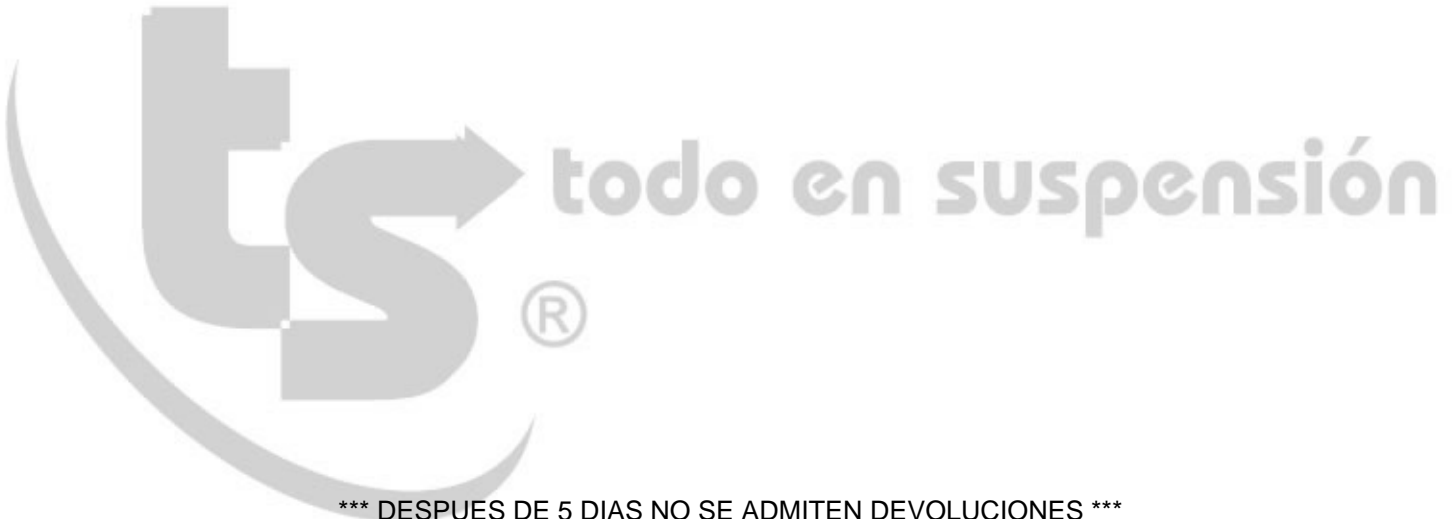 ts
todo en suspensión
®
*** DESPUES DE 5 DIAS NO SE ADMITEN DEVOLUCIONES ***